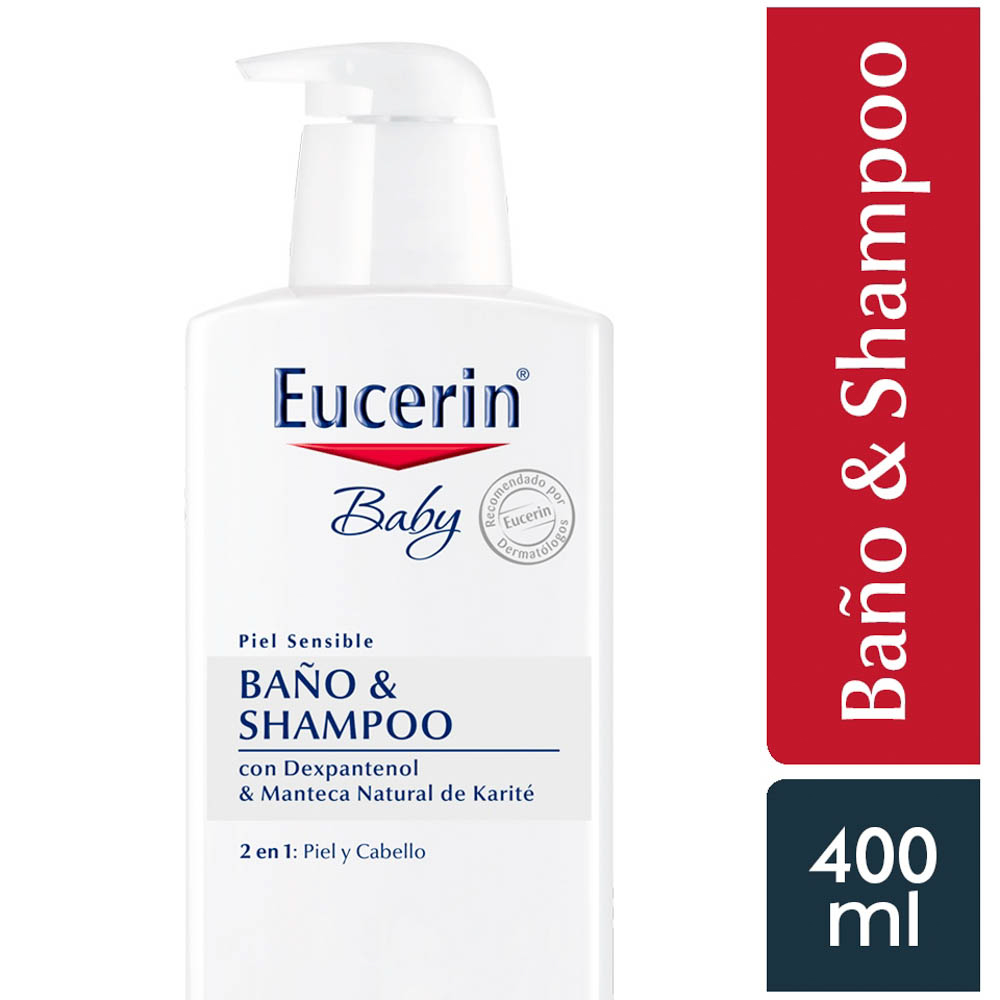 Eucerin®
Baby
Recomendado por
Eucerin
Dermatólogos
Piel Sensible
BAÑO &
SHAMPOO
con Dexpantenol
& Manteca Natural de Karité
2 en 1: Piel y Cabello
Baño & Shampoo
400
ml